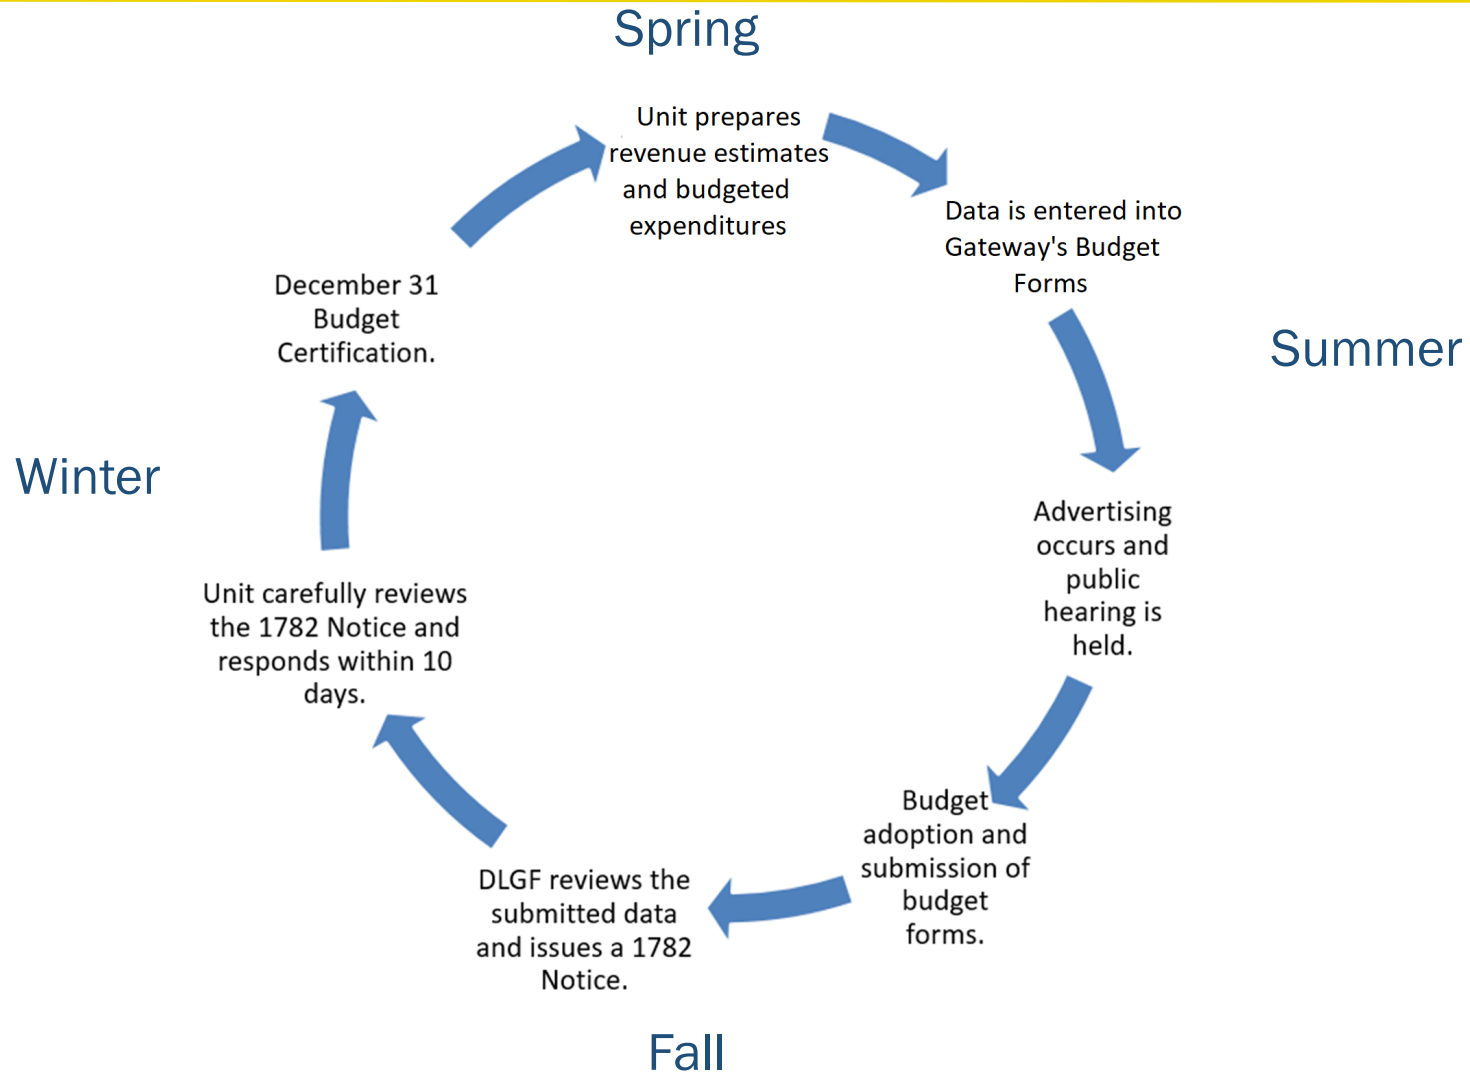 Spring
Unit prepares
revenue estimates
and budgeted
expenditures
Data is entered into
Gateway's Budget
Forms
Summer
Advertising
occurs and
public
hearing is
held.
Budget
adoption and
submission of
budget
forms.
DLGF reviews the
submitted data
and issues a 1782
Notice.
Fall
Unit carefully reviews
the 1782 Notice and
responds within 10
days.
Winter
December 31
Budget
Certification.